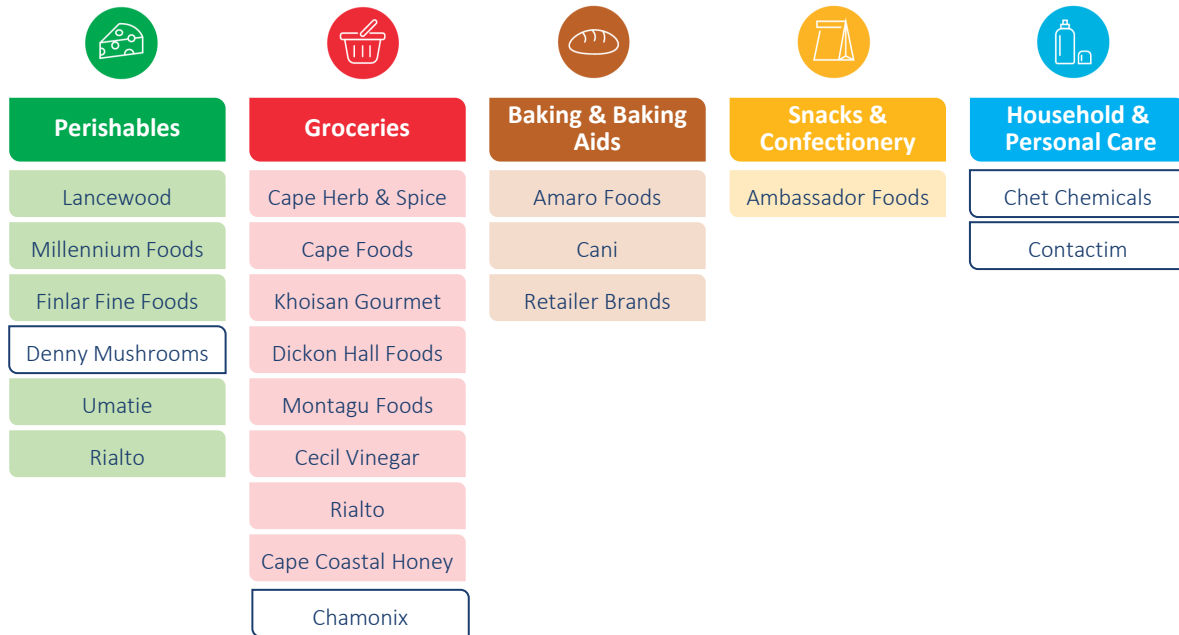 Perishables
Lancewood
Millennium Foods
Finlar Fine Foods
Denny Mushrooms
Umatie
Rialto
Groceries
Cape Herb & Spice
Cape Foods
Khoisan Gourmet
Dickon Hall Foods
Montagu Foods
Cecil Vinegar
Rialto
Cape Coastal Honey
Chamonix
Baking & Baking
Aids
Amaro Foods
Cani
Retailer Brands
Snacks &
Confectionery
Ambassador Foods
Household &
Personal Care
Chet Chemicals
Contactim